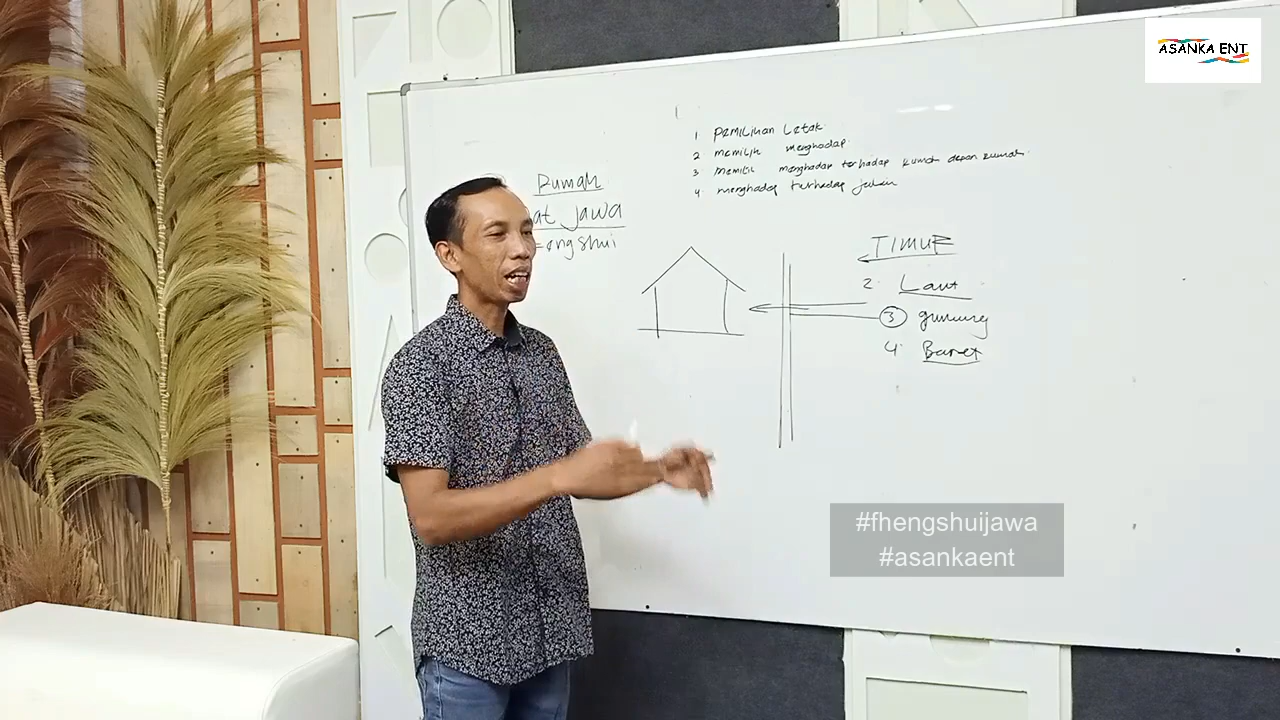 ASANKA ENT
1 pemilihan Letak
2 memilih menghadap
3 memilih menghadap terhadap rumah depan rumah
4. menghadap terhadap jalan
Rumah
at jawa
engshui
TIMUR
2. Laut
3 gunung
4. Barat
#fhengshuijawa
#asankaent